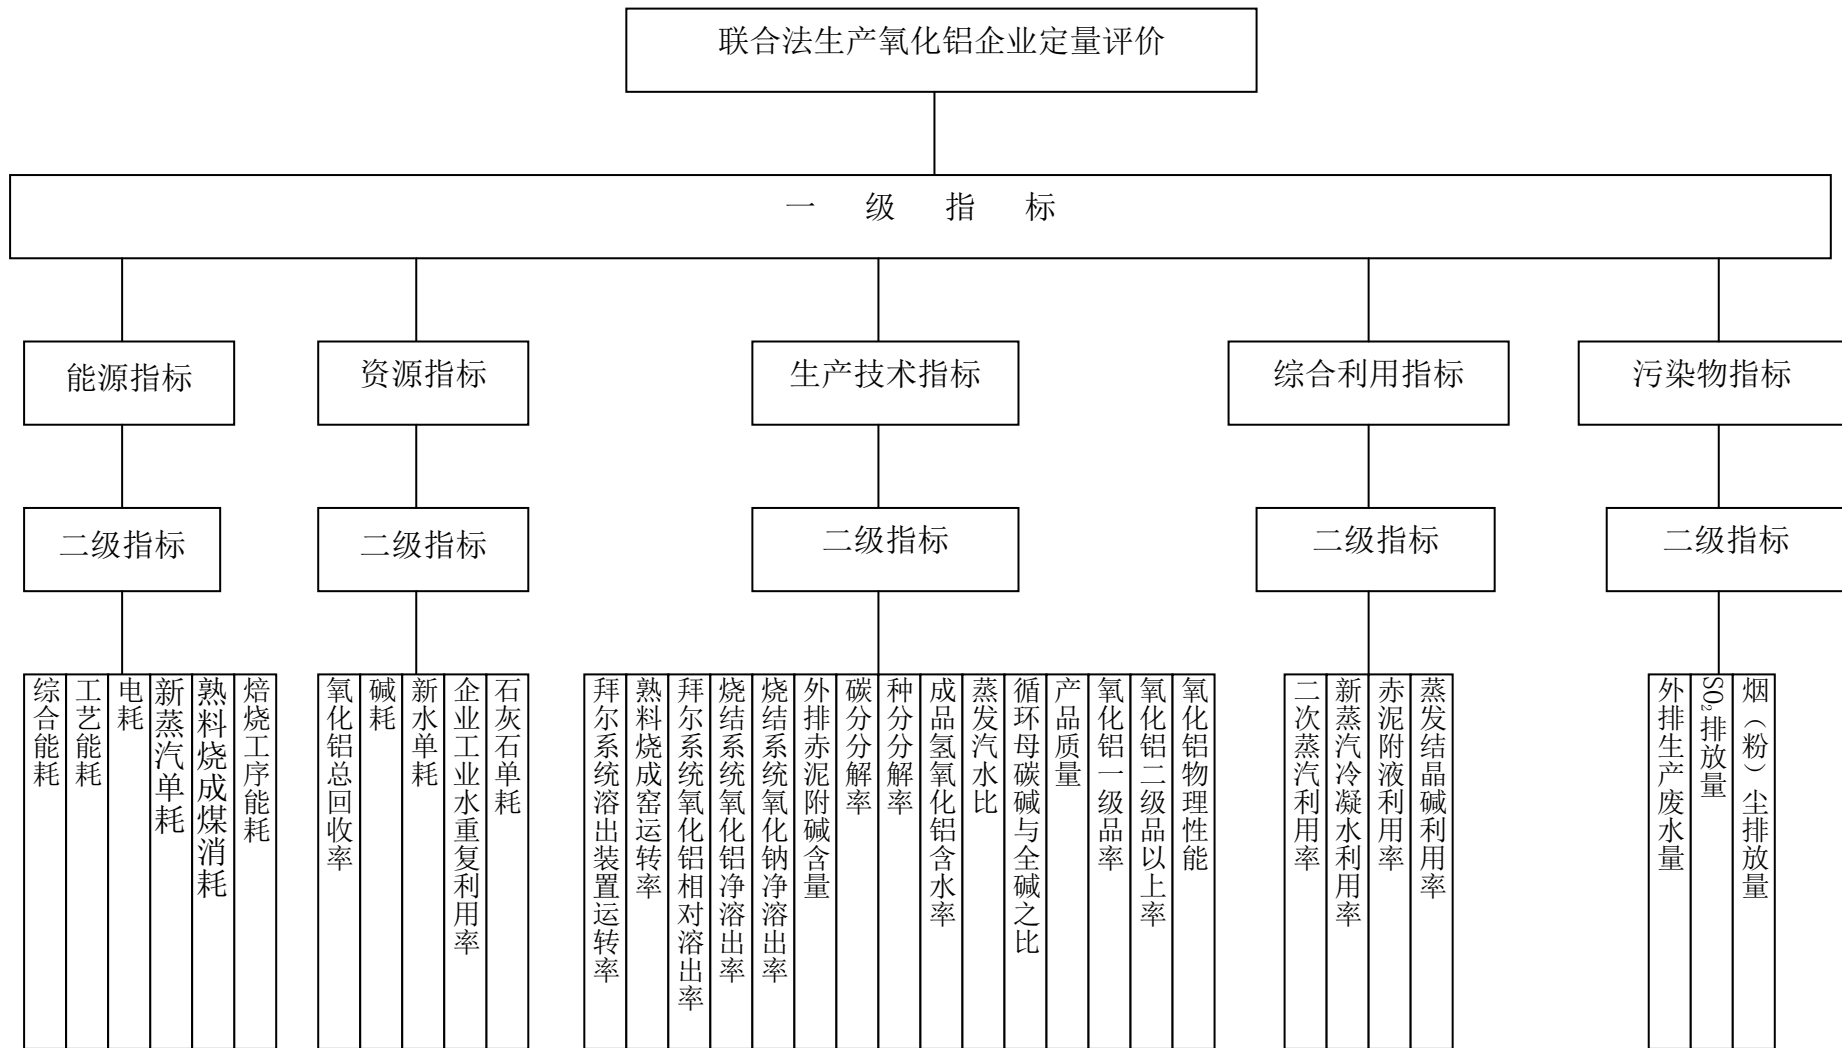 联合法生产氧化铝企业定量评价
一级指标
能源指标
资源指标
生产技术指标
综合利用指标
污染物指标
二级指标
二级指标
二级指标
二级指标
二级指标
综合能耗
工艺能耗
电耗
新蒸汽单耗
熟料烧成煤消耗
焙烧工序能耗
氧化铝总回收率
碱耗
新水单耗
企业工业水重复利用率
石灰石单耗
拜尔系统溶出装置运转率
熟料烧成窑运转率
拜尔系统氧化铝相对溶出率
烧结系统氧化铝净溶出率
烧结系统氧化钠净溶出率
外排赤泥附碱含量
碳分分解率
种分分解率
成品氢氧化铝含水率
蒸发汽水比
循环母碳碱与全碱之比
产品质量
氧化铝一级品率
氧化铝二级品以上率
氧化铝物理性能
二次蒸汽利用率
新蒸汽冷凝水利用率
赤泥附液利用率
蒸发结晶碱利用率
外排生产废水量
SO₂排放量
烟（粉）尘排放量